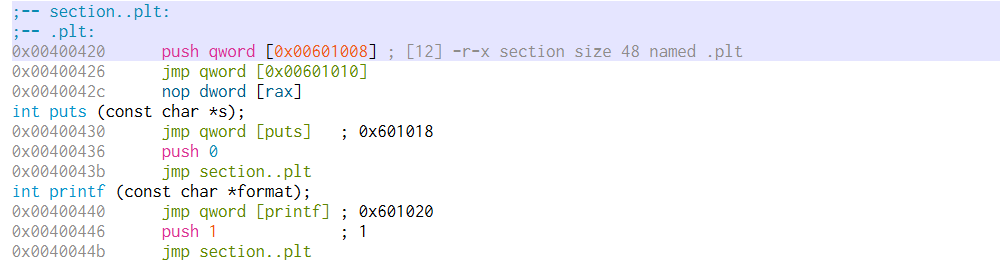 ;-- section..plt:
;-- .plt:
0x00400420      push qword [0x00601008] ; [12] -r-x section size 48 named .plt
0x00400426      jmp qword [0x00601010]
0x0040042c      nop dword [rax]
int puts (const char *s);
0x00400430      jmp qword [puts]   ; 0x601018
0x00400436      push 0
0x0040043b      jmp section..plt
int printf (const char *format);
0x00400440      jmp qword [printf] ; 0x601020
0x00400446      push 1             ; 1
0x0040044b      jmp section..plt